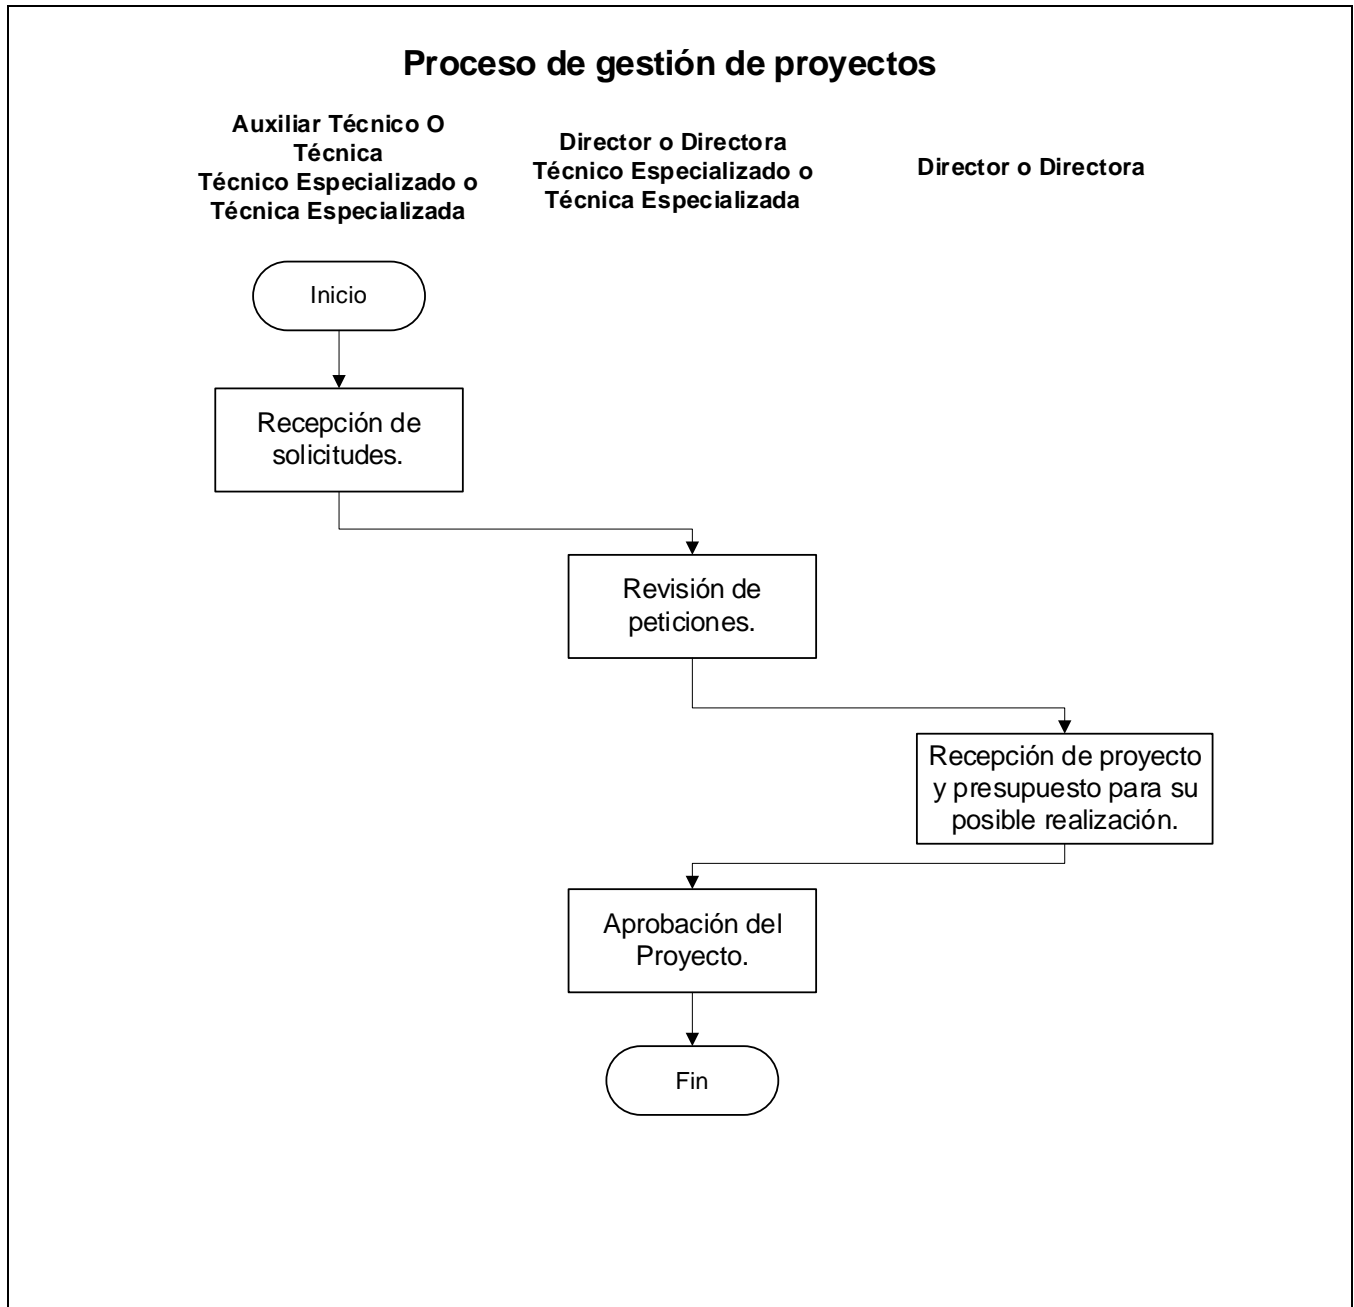 Proceso de gestión de proyectos
Auxiliar Técnico O
Técnica
Técnico Especializado o
Técnica Especializada
Director o Directora
Técnico Especializado o
Técnica Especializada
Director o Directora
Inicio
Recepción de
solicitudes.
Revisión de
peticiones.
Recepción de proyecto
y presupuesto para su
posible realización.
Aprobación del
Proyecto.
Fin